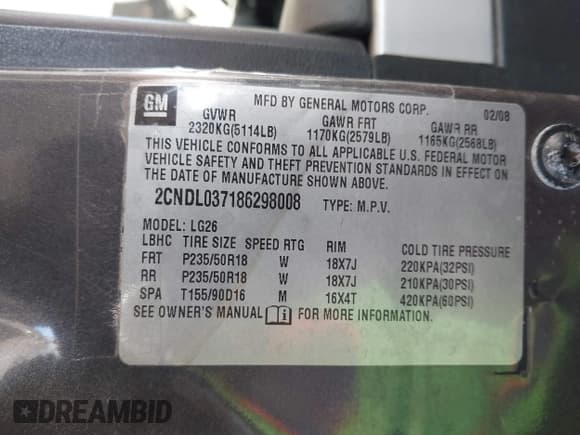 GM
MFD BY GENERAL MOTORS CORP.
02/08
GVWR GAWR FRT GAWR RR
2320KG(5114LB) 1170KG(2579LB) 1165KG(2568LB)
THIS VEHICLE CONFORMS TO ALL APPLICABLE U.S. FEDERAL MOTOR
VEHICLE SAFETY AND THEFT PREVENTION STANDARDS IN EFFECT ON
THE DATE OF MANUFACTURE SHOWN ABOVE.
2CNDL037186298008 TYPE: M.P.V.
MODEL: LG26
LBHC TIRE SIZE SPEED RTG RIM COLD TIRE PRESSURE
FRT P235/50R18 W 18X7J 220KPA(32PSI)
RR P235/50R18 W 18X7J 210KPA(30PSI)
SPA T155/90D16 M 16X4T 420KPA(60PSI)
SEE OWNER'S MANUAL i FOR MORE INFORMATION.
DREAMBID